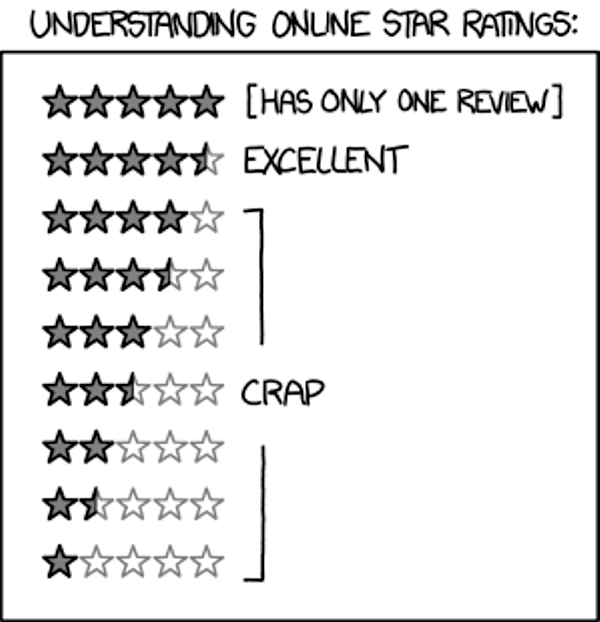 UNDERSTANDING ONLINE STAR RATINGS:
[HAS ONLY ONE REVIEW]
EXCELLENT
CRAP